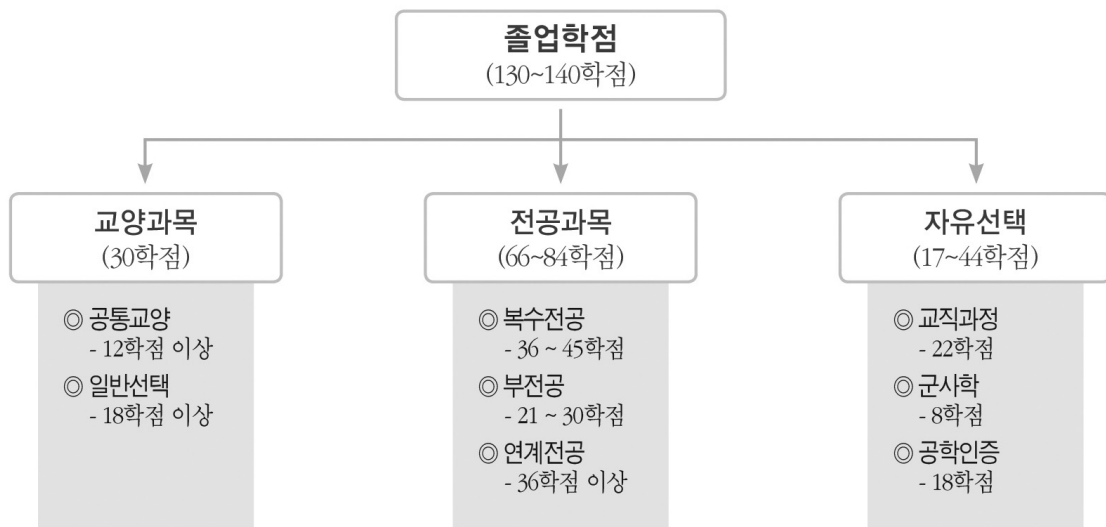 졸업학점
(130~140학점)
교양과목
(30학점)
◎ 공통교양
- 12학점 이상
◎ 일반선택
- 18학점 이상
전공과목
(66~84학점)
◎ 복수전공
- 36 ~ 45학점
◎ 부전공
- 21 ~ 30학점
◎ 연계전공
- 36학점 이상
자유선택
(17~44학점)
◎ 교직과정
- 22학점
◎ 군사학
- 8학점
◎ 공학인증
- 18학점